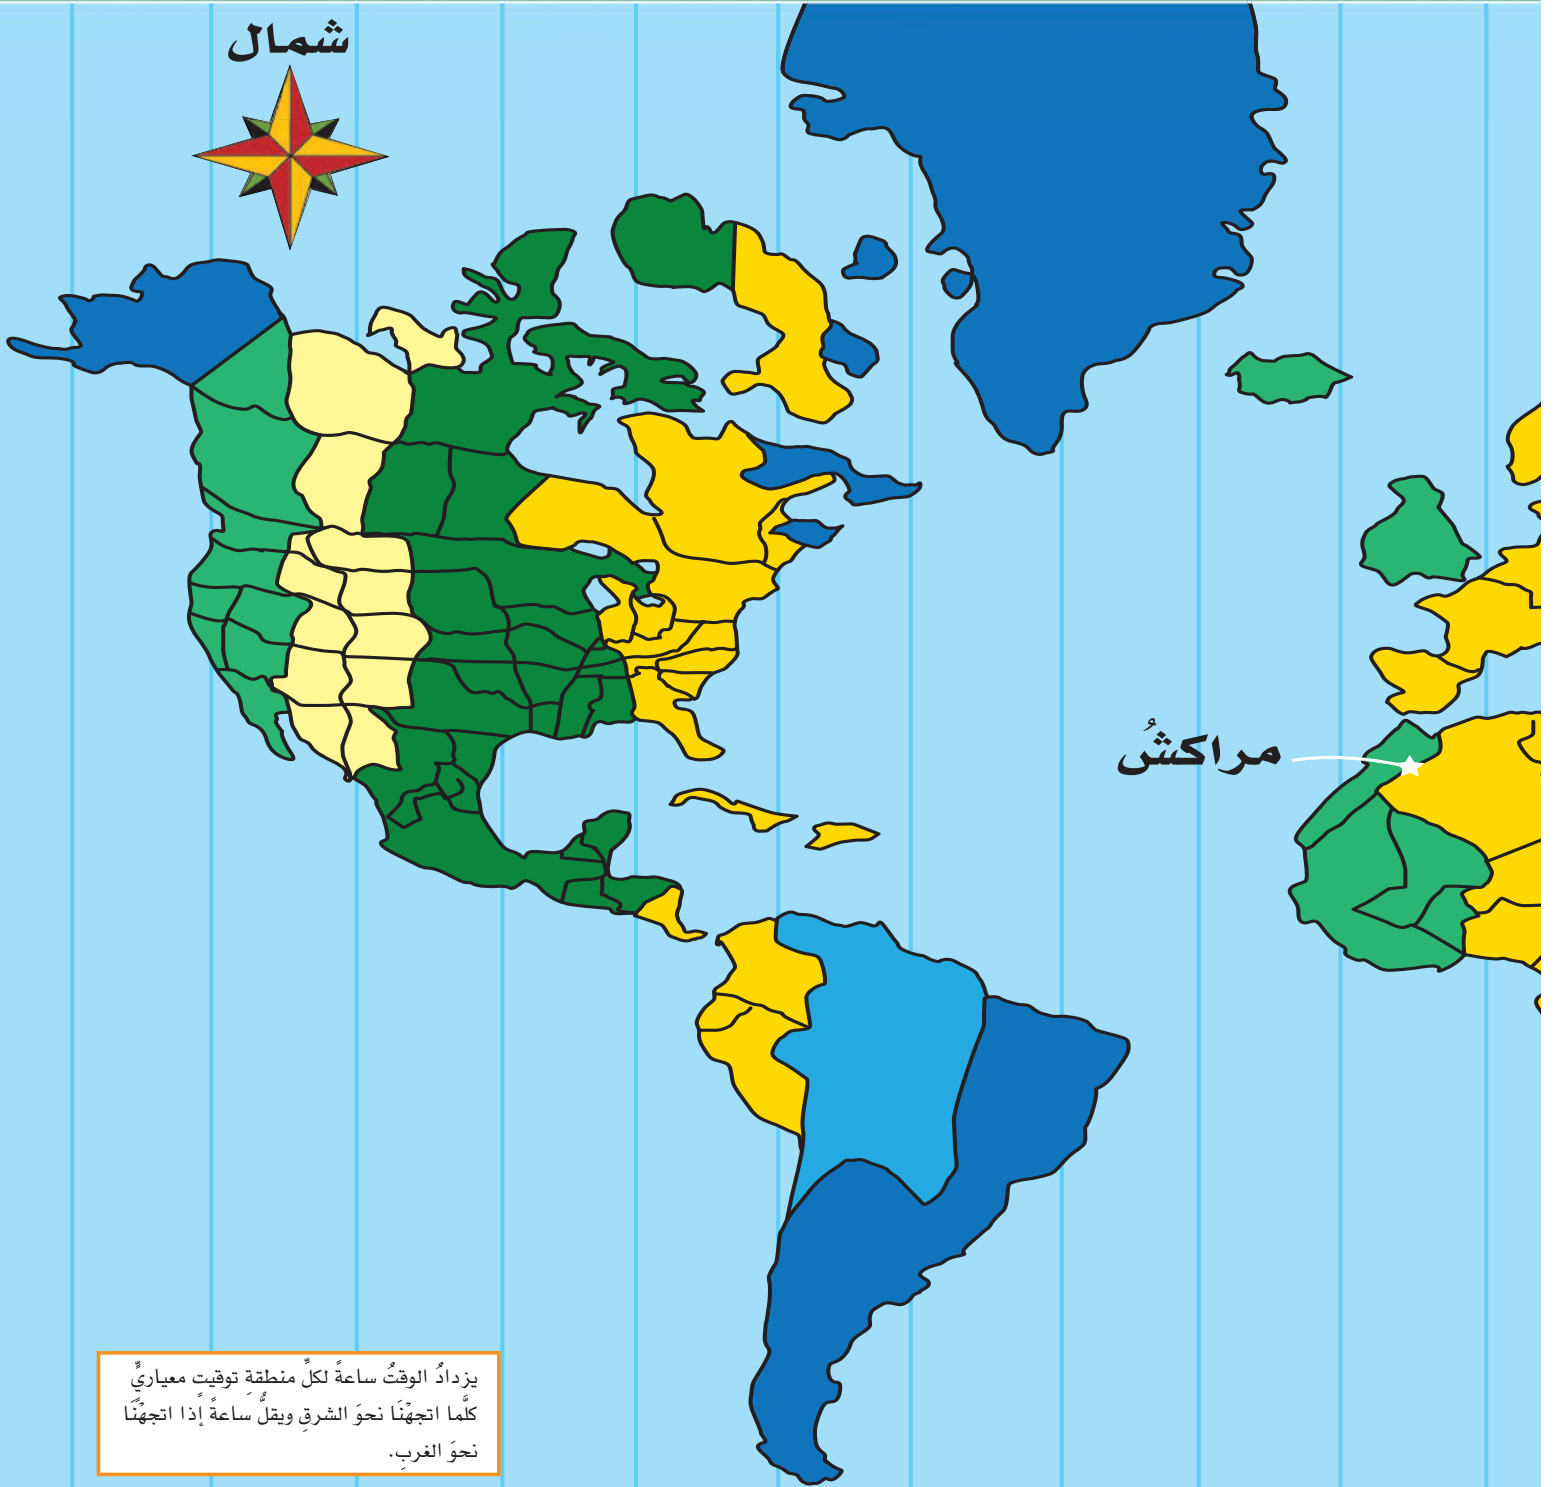 شمال
مراكشُ
يزدادُ الوقتُ ساعةً لكلِّ منطقةِ توقيتٍ معياريٍّ
كلَّما اتجهْنَا نحوَ الشرقِ ويقلُّ ساعةً إذا اتجهْنَا
نحوَ الغربِ.